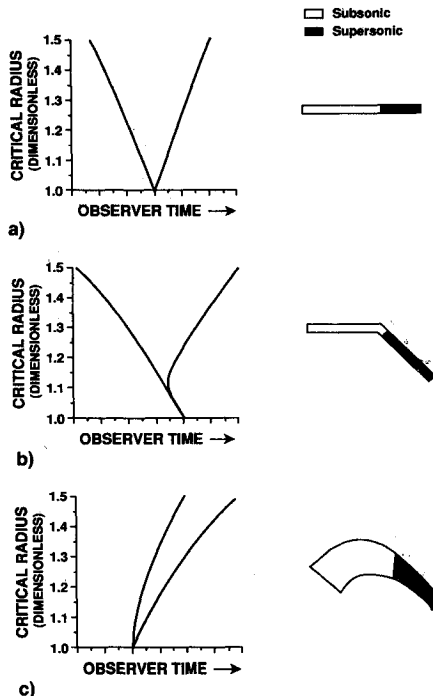 Subsonic
Supersonic
CRITICAL RADIUS
(DIMENSIONLESS)
1.5
1.4
1.3
1.2
1.1
1.0
OBSERVER TIME →
a)
CRITICAL RADIUS
(DIMENSIONLESS)
1.5
1.4
1.3
1.2
1.1
1.0
OBSERVER TIME →
b)
CRITICAL RADIUS
(DIMENSIONLESS)
1.5
1.4
1.3
1.2
1.1
1.0
OBSERVER TIME →
c)